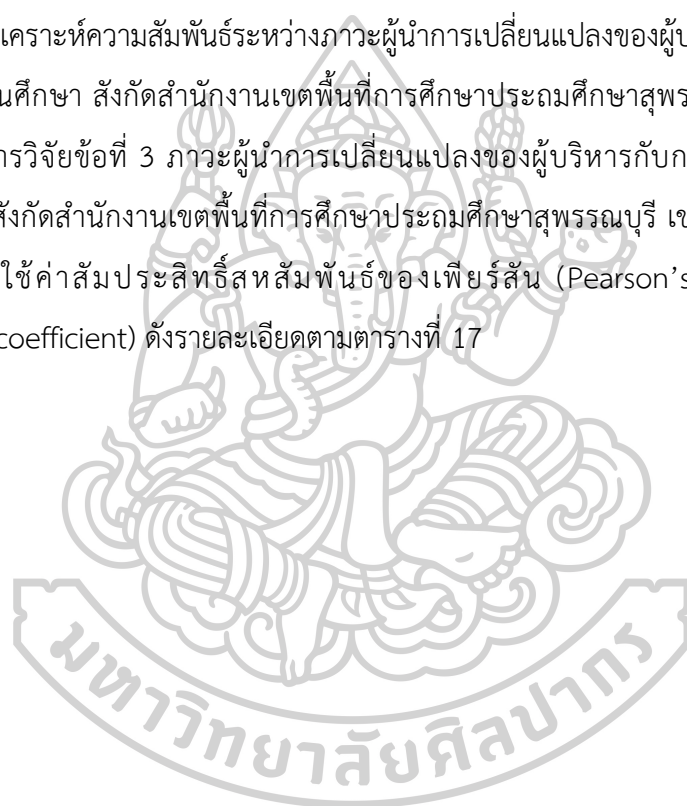 เคราะห์ความสัมพันธ์ระหว่างภาวะผู้นำการเปลี่ยนแปลงของผู้บ
นศึกษา สังกัดสำนักงานเขตพื้นที่การศึกษาประถมศึกษาสุพร
ารวิจัยข้อที่ 3 ภาวะผู้นำการเปลี่ยนแปลงของผู้บริหารกับก
สังกัดสำนักงานเขตพื้นที่การศึกษาประถมศึกษาสุพรรณบุรี เข
ใช้ค่าสัมประสิทธิ์สหสัมพันธ์ของเพียร์สัน (Pearson’s
coefficient) ดังรายละเอียดตามตารางที่ 17
มหาวิทยาลัยศิลปากร